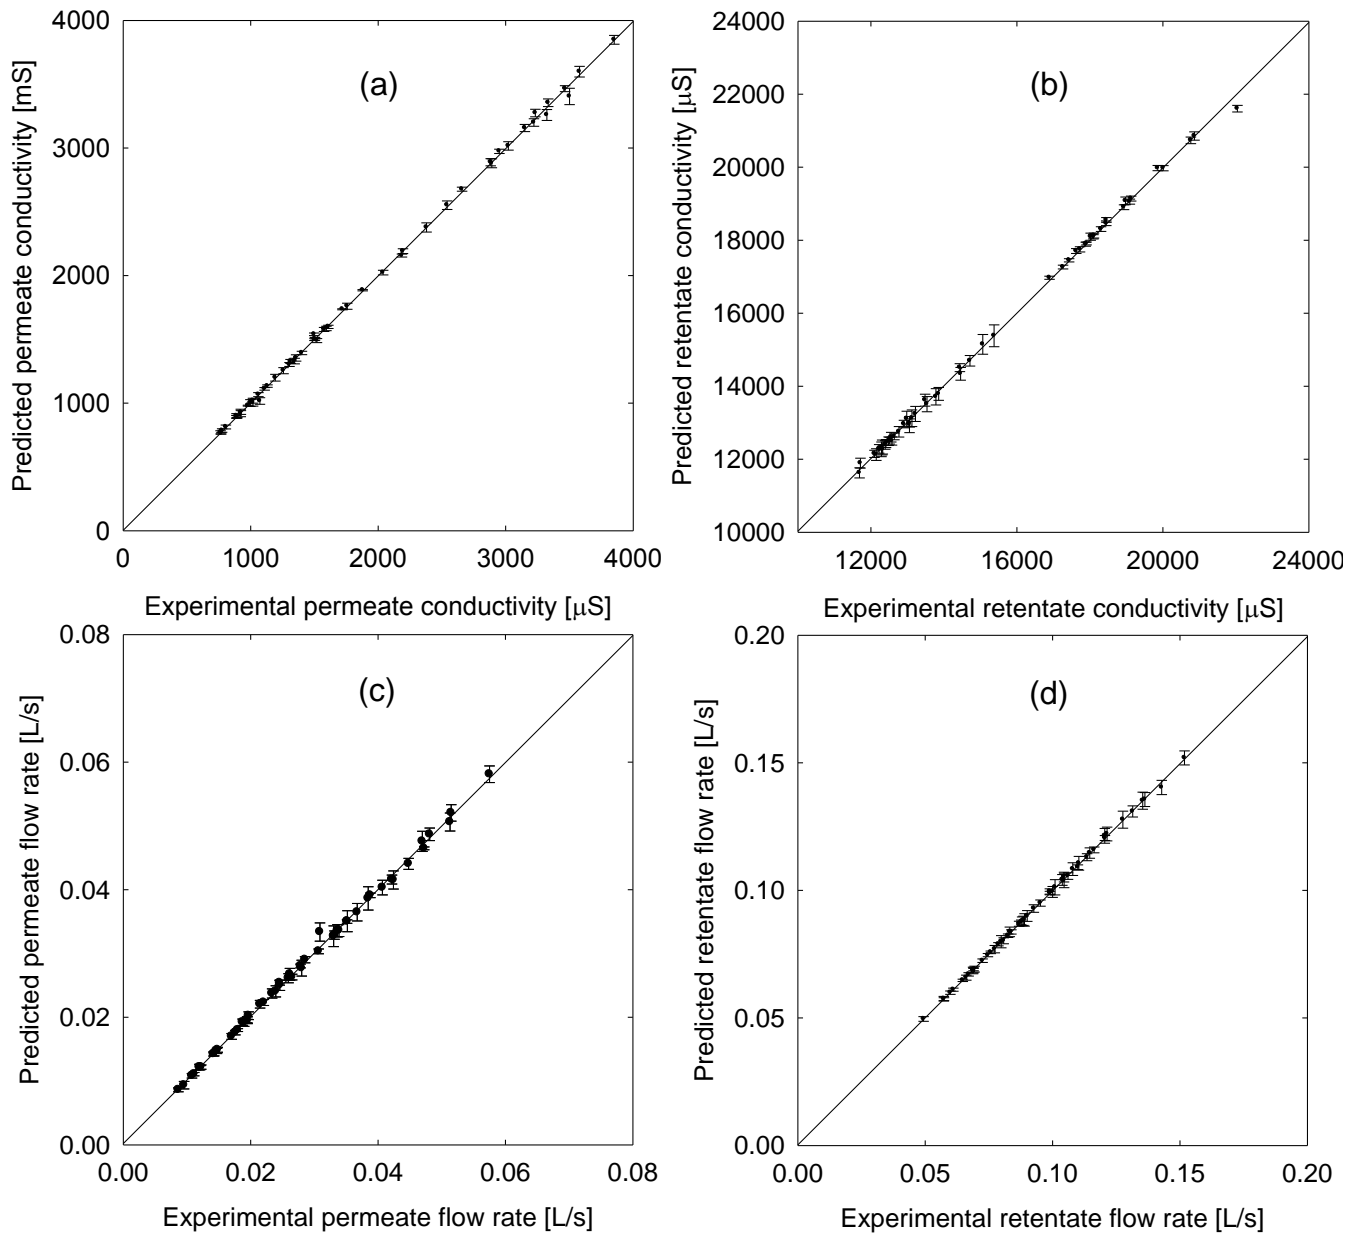 (a)
Predicted permeate conductivity [mS]
4000
3000
2000
1000
0
0 1000 2000 3000 4000
Experimental permeate conductivity [μS]
(b)
Predicted retentate conductivity [μS]
24000
22000
20000
18000
16000
14000
12000
10000
12000 16000 20000 24000
Experimental retentate conductivity [μS]
(c)
Predicted permeate flow rate [L/s]
0.08
0.06
0.04
0.02
0.00
0.00 0.02 0.04 0.06 0.08
Experimental permeate flow rate [L/s]
(d)
Predicted retentate flow rate [L/s]
0.20
0.15
0.10
0.05
0.00
0.00 0.05 0.10 0.15 0.20
Experimental retentate flow rate [L/s]